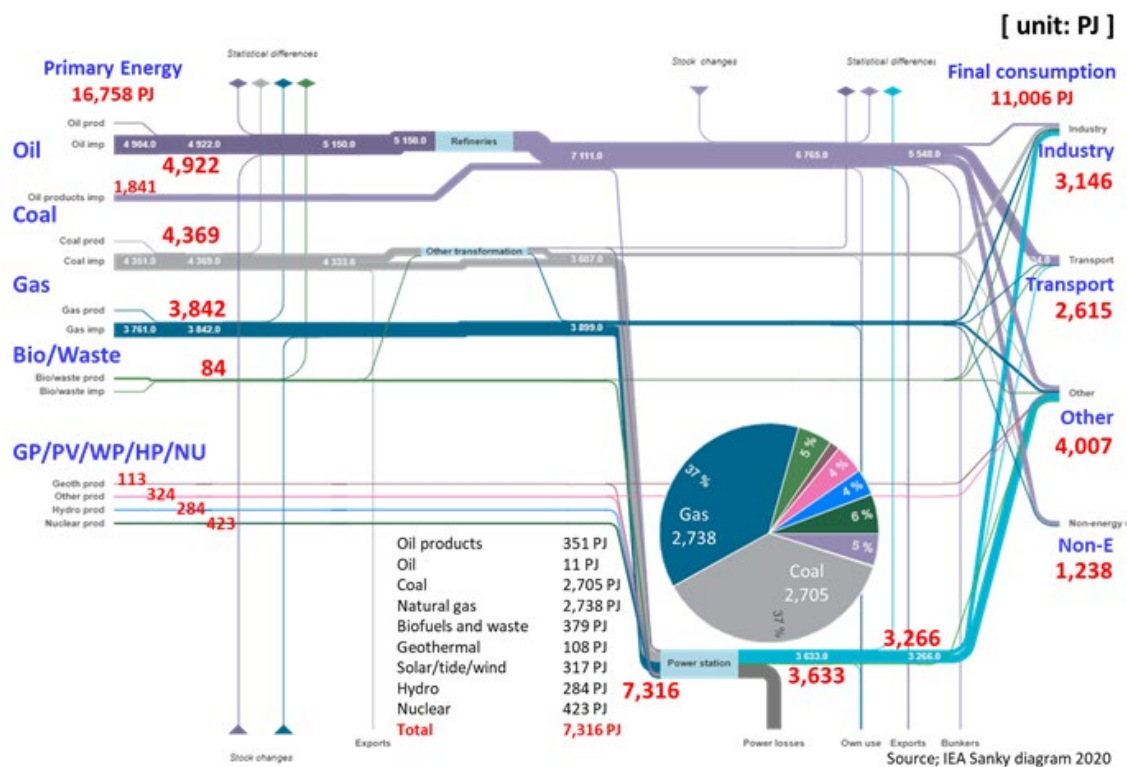 [ unit: PJ ]
Statistical differences
Stock changes
Statistical differences
Primary Energy
16,758 PJ
Final consumption
11,006 PJ
Oil prod
Industry
Oil
Oil imp
4 904.0
4 922.0
5 150.0
5 150.0
Refineries
7 111.0
6 765.0
5 548.0
Industry
4,922
3,146
1,841
Oil products imp
Coal
Coal prod
4,369
Other transformation
Coal imp
4 351.0
4 369.0
4 333.0
3 607.0
Transport
Gas
Transport
2,615
Gas prod
3,842
Gas imp
3 761.0
3 842.0
3 899.0
Bio/Waste
84
Bio/waste prod
Bio/waste imp
Other
Other
4,007
GP/PV/WP/HP/NU
Geoth prod
113
Other prod
324
Hydro prod
284
Nuclear prod
423
37 %
5 %
4 %
4 %
6 %
5 %
37 %
Gas
2,738
Coal
2,705
Non-energy
Non-E
1,238
Oil products 351 PJ
Oil 11 PJ
Coal 2,705 PJ
Natural gas 2,738 PJ
Biofuels and waste 379 PJ
Geothermal 108 PJ
Solar/tide/wind 317 PJ
Hydro 284 PJ
Nuclear 423 PJ
Total 7,316 PJ
7,316
Power station
3 633.0
3 266.0
3,266
3,633
Stock changes
Exports
Power losses
Own use
Exports
Bunkers
Source; IEA Sanky diagram 2020